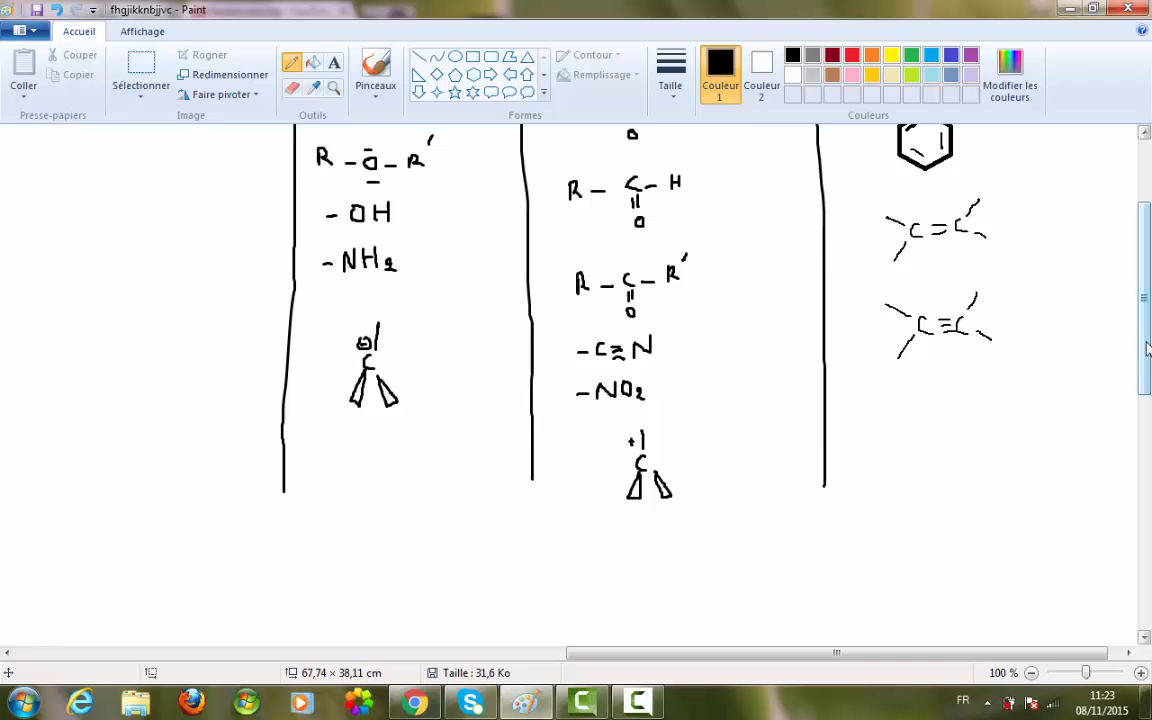 fhgjikknbjjvc - Paint
Accueil
Affichage
Coller
Couper
Copier
Presse-papiers
Sélectionner
Rogner
Redimensionner
Faire pivoter
Image
Outils
Pinceaux
Formes
Contour
Remplissage
Taille
Couleur 1
Couleur 2
Modifier les couleurs
Couleurs
R - O - R'
- OH
- NH2
⊖
C
O
R - C - H
O
R - C - R'
O
- C ≡ N
- NO2
+
C
C = C
C ≡ C
67,74 × 38,11 cm
Taille : 31,6 Ko
100 %
FR
11:23
08/11/2015